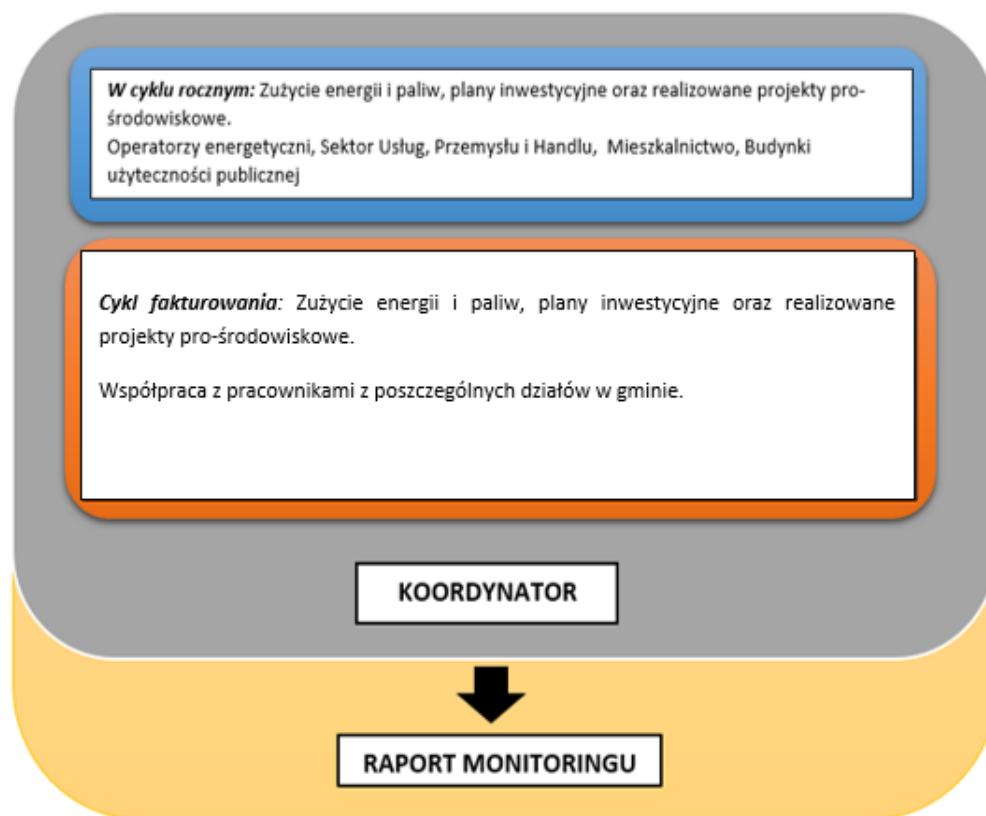 W cyklu rocznym: Zużycie energii i paliw, plany inwestycyjne oraz realizowane projekty pro-
środowiskowe.
Operatorzy energetyczni, Sektor Usług, Przemysłu i Handlu, Mieszkalnictwo, Budynki
użyteczności publicznej
Cykl fakturowania: Zużycie energii i paliw, plany inwestycyjne oraz realizowane
projekty pro-środowiskowe.
Współpraca z pracownikami z poszczególnych działów w gminie.
KOORDYNATOR
RAPORT MONITORINGU